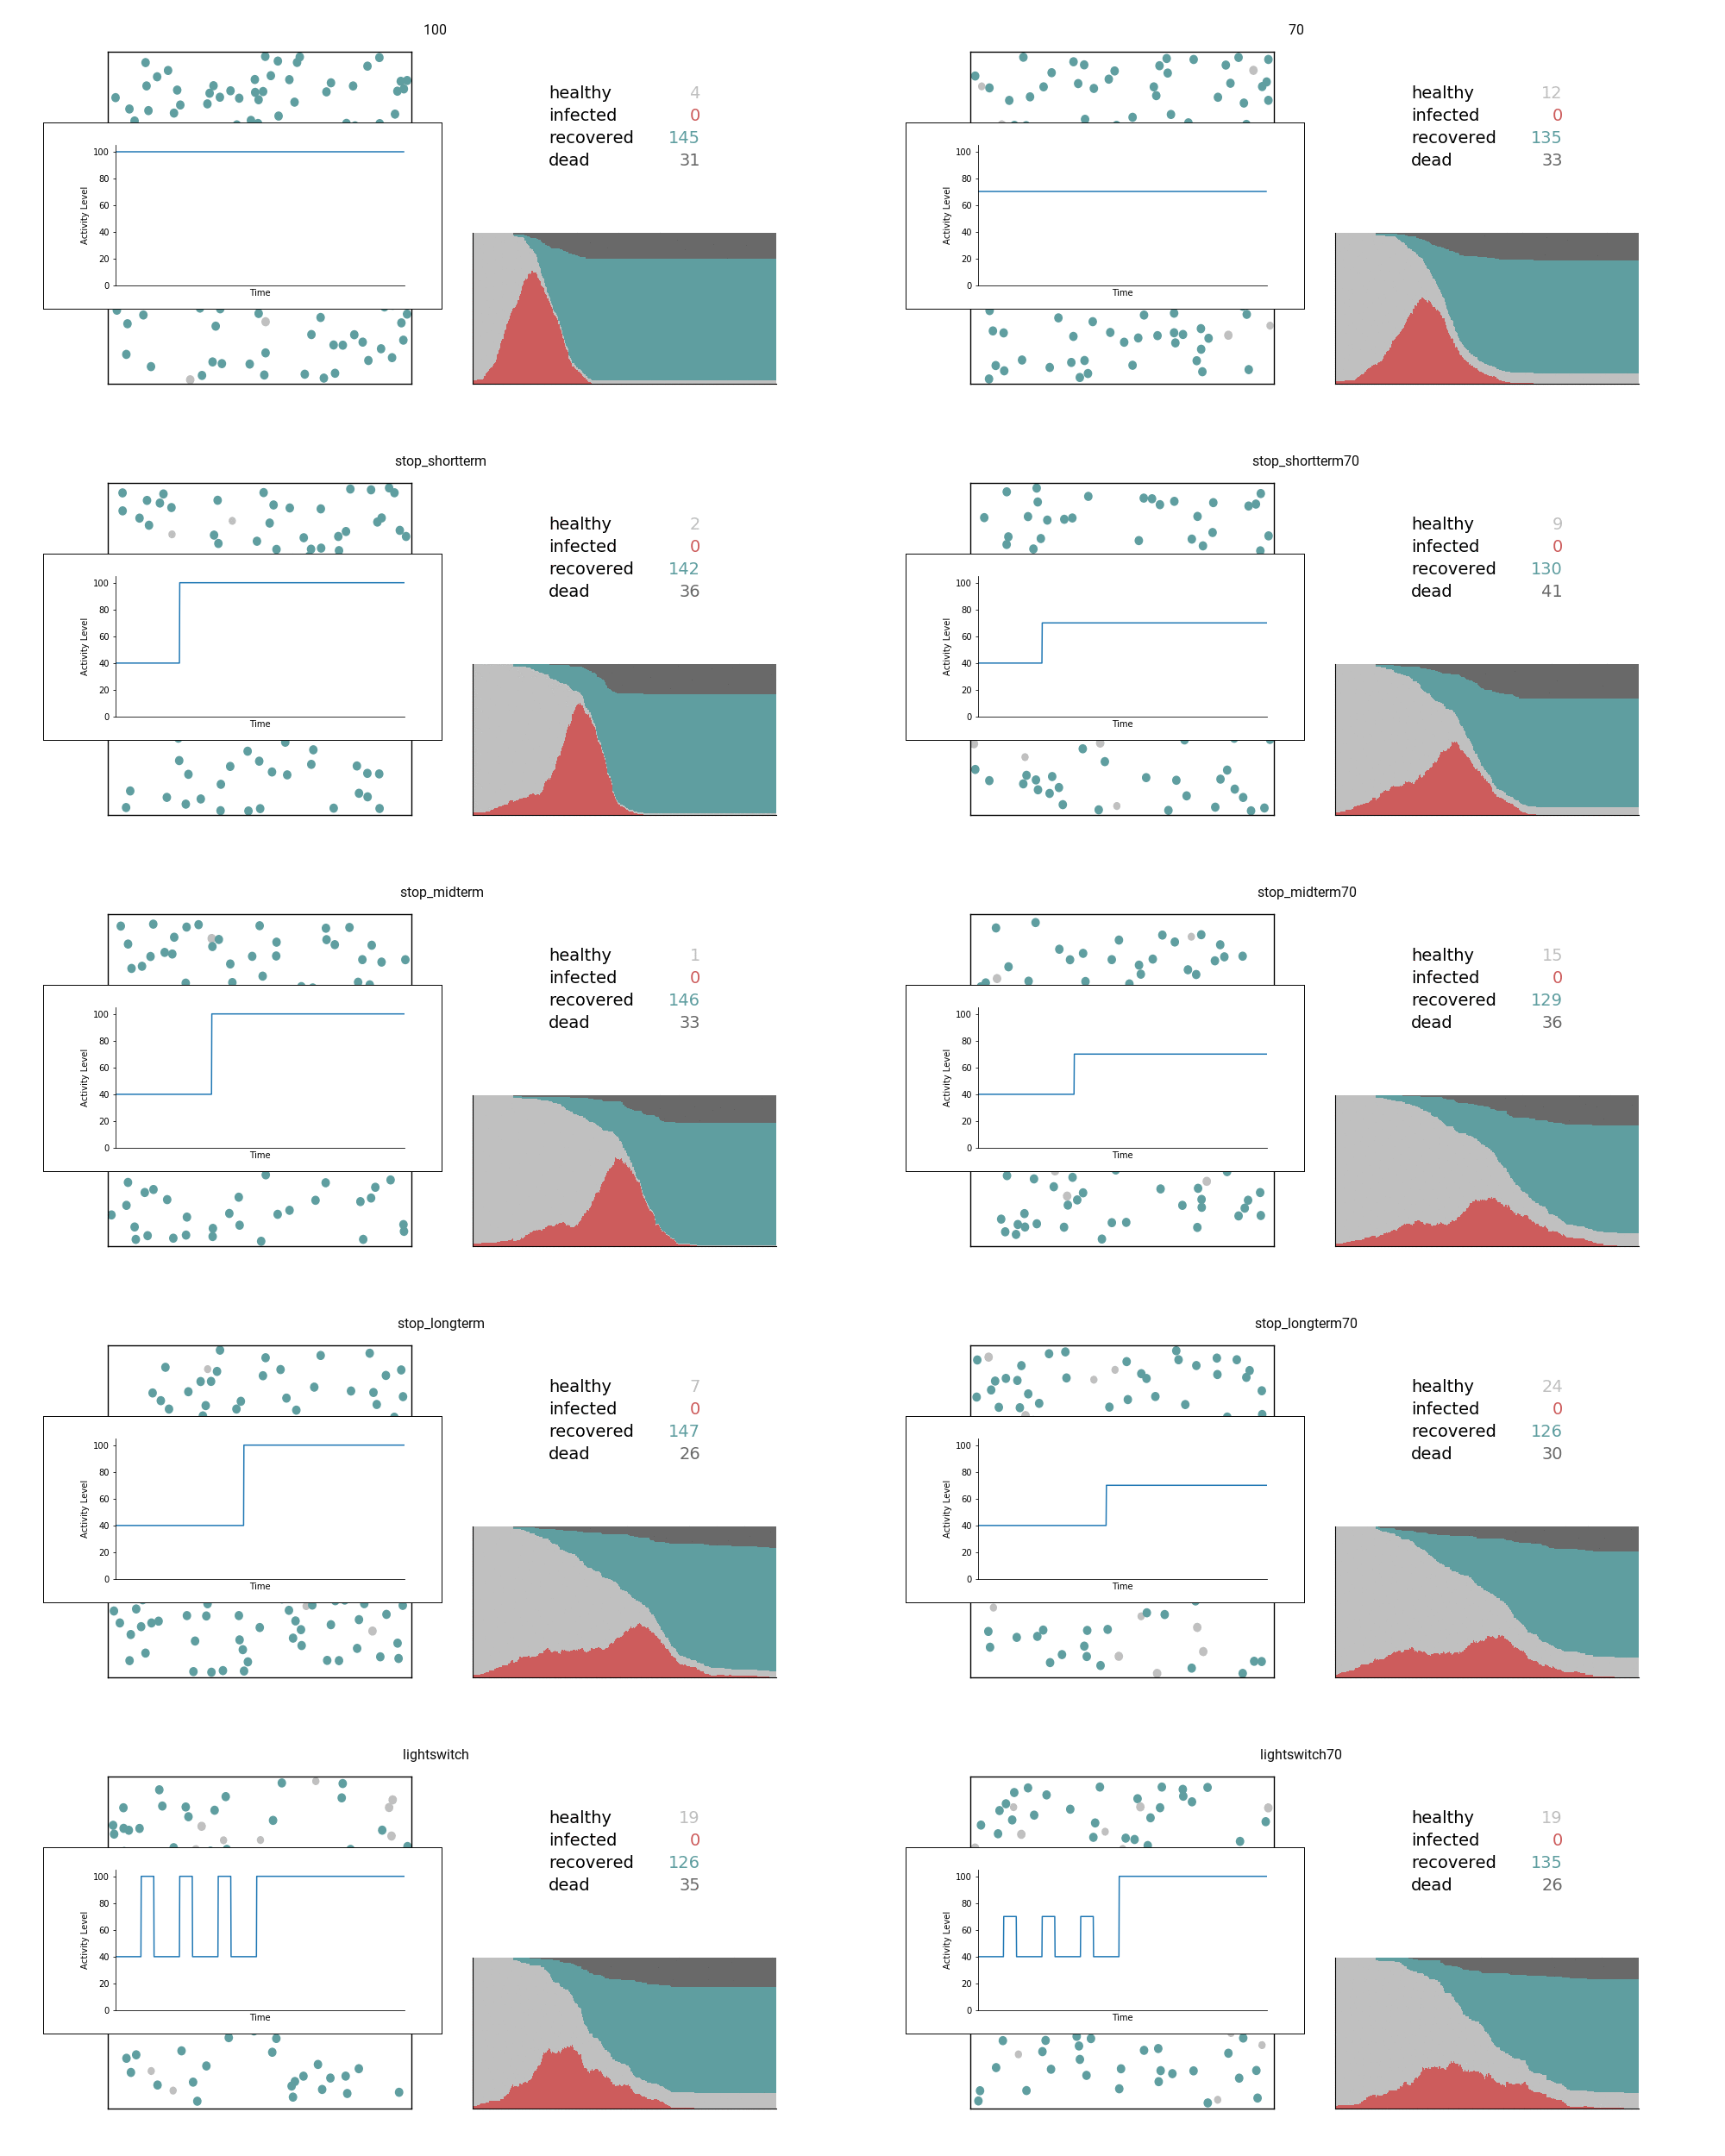 100
healthy 4
infected 0
recovered 145
dead 31
100
80
60
40
20
0
Activity Level
Time
70
healthy 12
infected 0
recovered 135
dead 33
100
80
60
40
20
0
Activity Level
Time
stop_shortterm
healthy 2
infected 0
recovered 142
dead 36
100
80
60
40
20
0
Activity Level
Time
stop_shortterm70
healthy 9
infected 0
recovered 130
dead 41
100
80
60
40
20
0
Activity Level
Time
stop_midterm
healthy 1
infected 0
recovered 146
dead 33
100
80
60
40
20
0
Activity Level
Time
stop_midterm70
healthy 15
infected 0
recovered 129
dead 36
100
80
60
40
20
0
Activity Level
Time
stop_longterm
healthy 7
infected 0
recovered 147
dead 26
100
80
60
40
20
0
Activity Level
Time
stop_longterm70
healthy 24
infected 0
recovered 126
dead 30
100
80
60
40
20
0
Activity Level
Time
lightswitch
healthy 19
infected 0
recovered 126
dead 35
100
80
60
40
20
0
Activity Level
Time
lightswitch70
healthy 19
infected 0
recovered 135
dead 26
100
80
60
40
20
0
Activity Level
Time